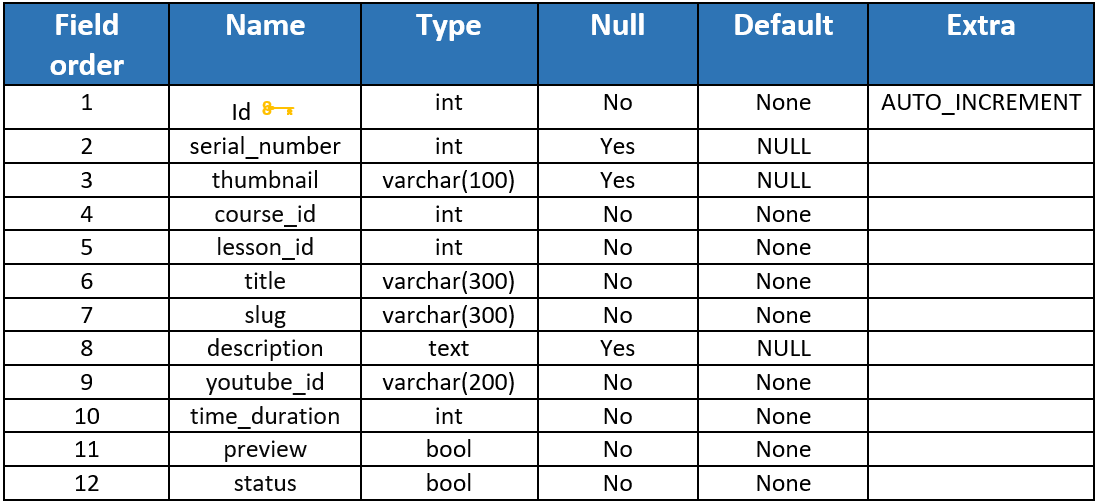 Field order Name Type Null Default Extra
1 Id int No None AUTO_INCREMENT
2 serial_number int Yes NULL
3 thumbnail varchar(100) Yes NULL
4 course_id int No None
5 lesson_id int No None
6 title varchar(300) No None
7 slug varchar(300) No None
8 description text Yes NULL
9 youtube_id varchar(200) No None
10 time_duration int No None
11 preview bool No None
12 status bool No None